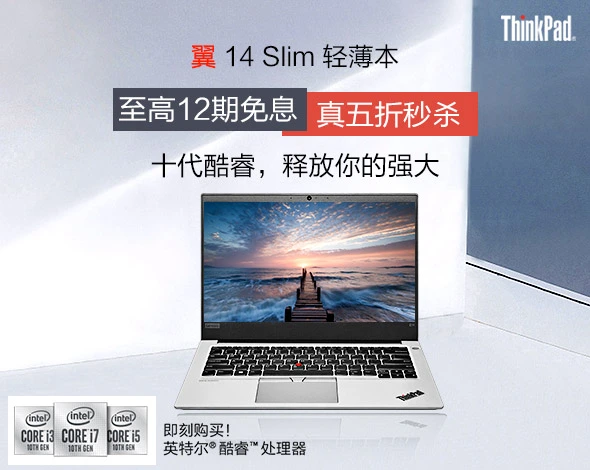 ThinkPad
翼 14 Slim 轻薄本
至高12期免息
真五折秒杀
十代酷睿，释放你的强大
Lenovo
ThinkPad
intel
CORE i3
10TH GEN
intel
CORE i7
10TH GEN
intel
CORE i5
10TH GEN
即刻购买！
英特尔® 酷睿™ 处理器